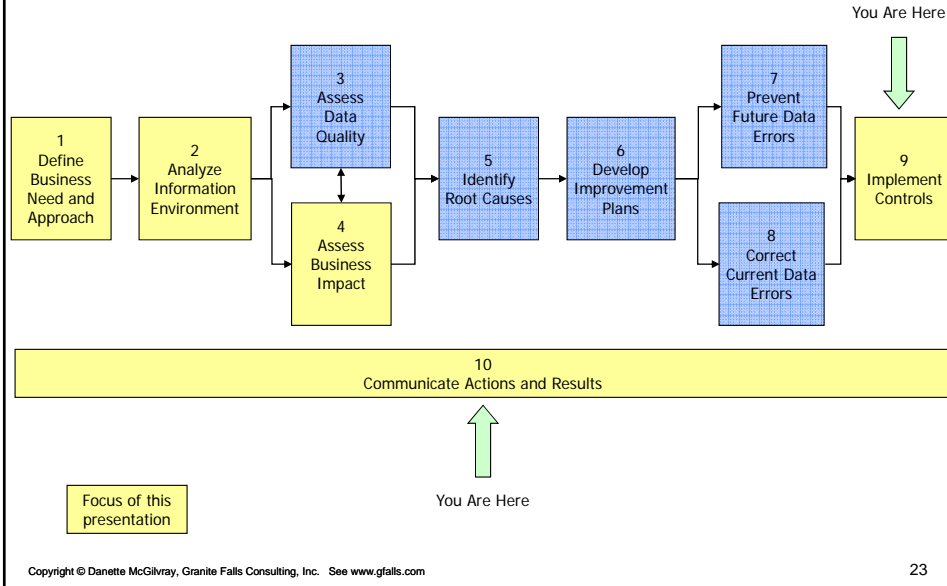 You Are Here
1
Define
Business
Need and
Approach
2
Analyze
Information
Environment
3
Assess
Data
Quality
4
Assess
Business
Impact
5
Identify
Root Causes
6
Develop
Improvement
Plans
7
Prevent
Future Data
Errors
8
Correct
Current Data
Errors
9
Implement
Controls
10
Communicate Actions and Results
You Are Here
Focus of this
presentation
Copyright © Danette McGilvray, Granite Falls Consulting, Inc. See www.gfalls.com
23